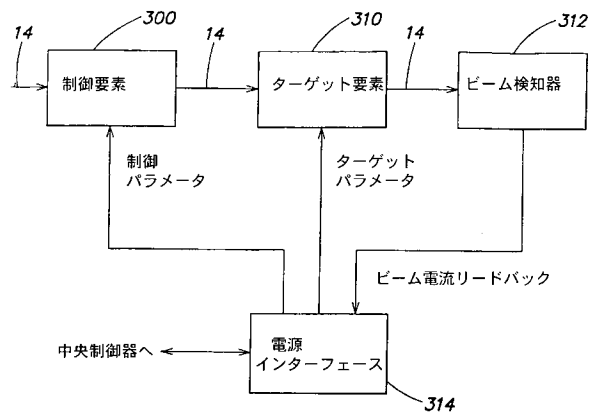 300
310
312
14
14
14
制御要素
ターゲット要素
ビーム検知器
制御
パラメータ
ターゲット
パラメータ
ビーム電流リードバック
中央制御器へ
電源
インターフェース
314